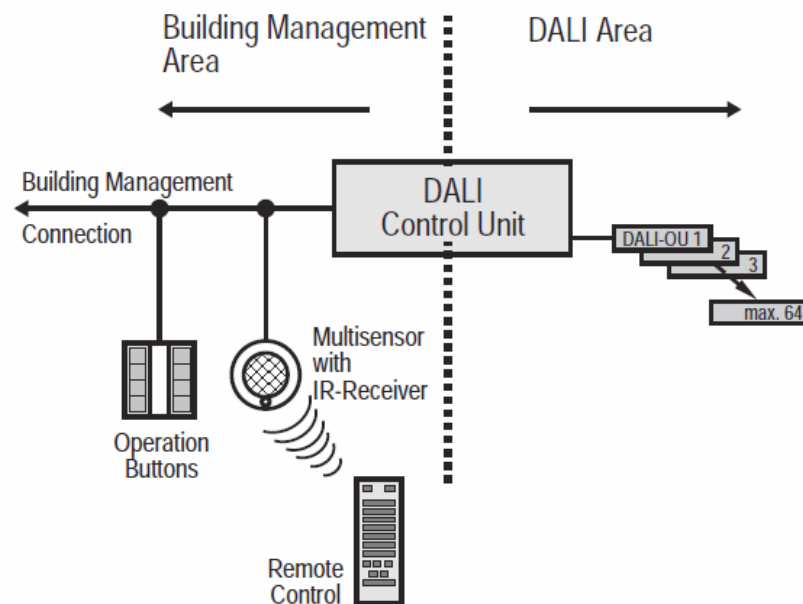 Building Management
Area
DALI Area
Building Management
Connection
DALI
Control Unit
DALI-OU 1
2
3
max. 64
Multisensor
with
IR-Receiver
Operation
Buttons
Remote
Control